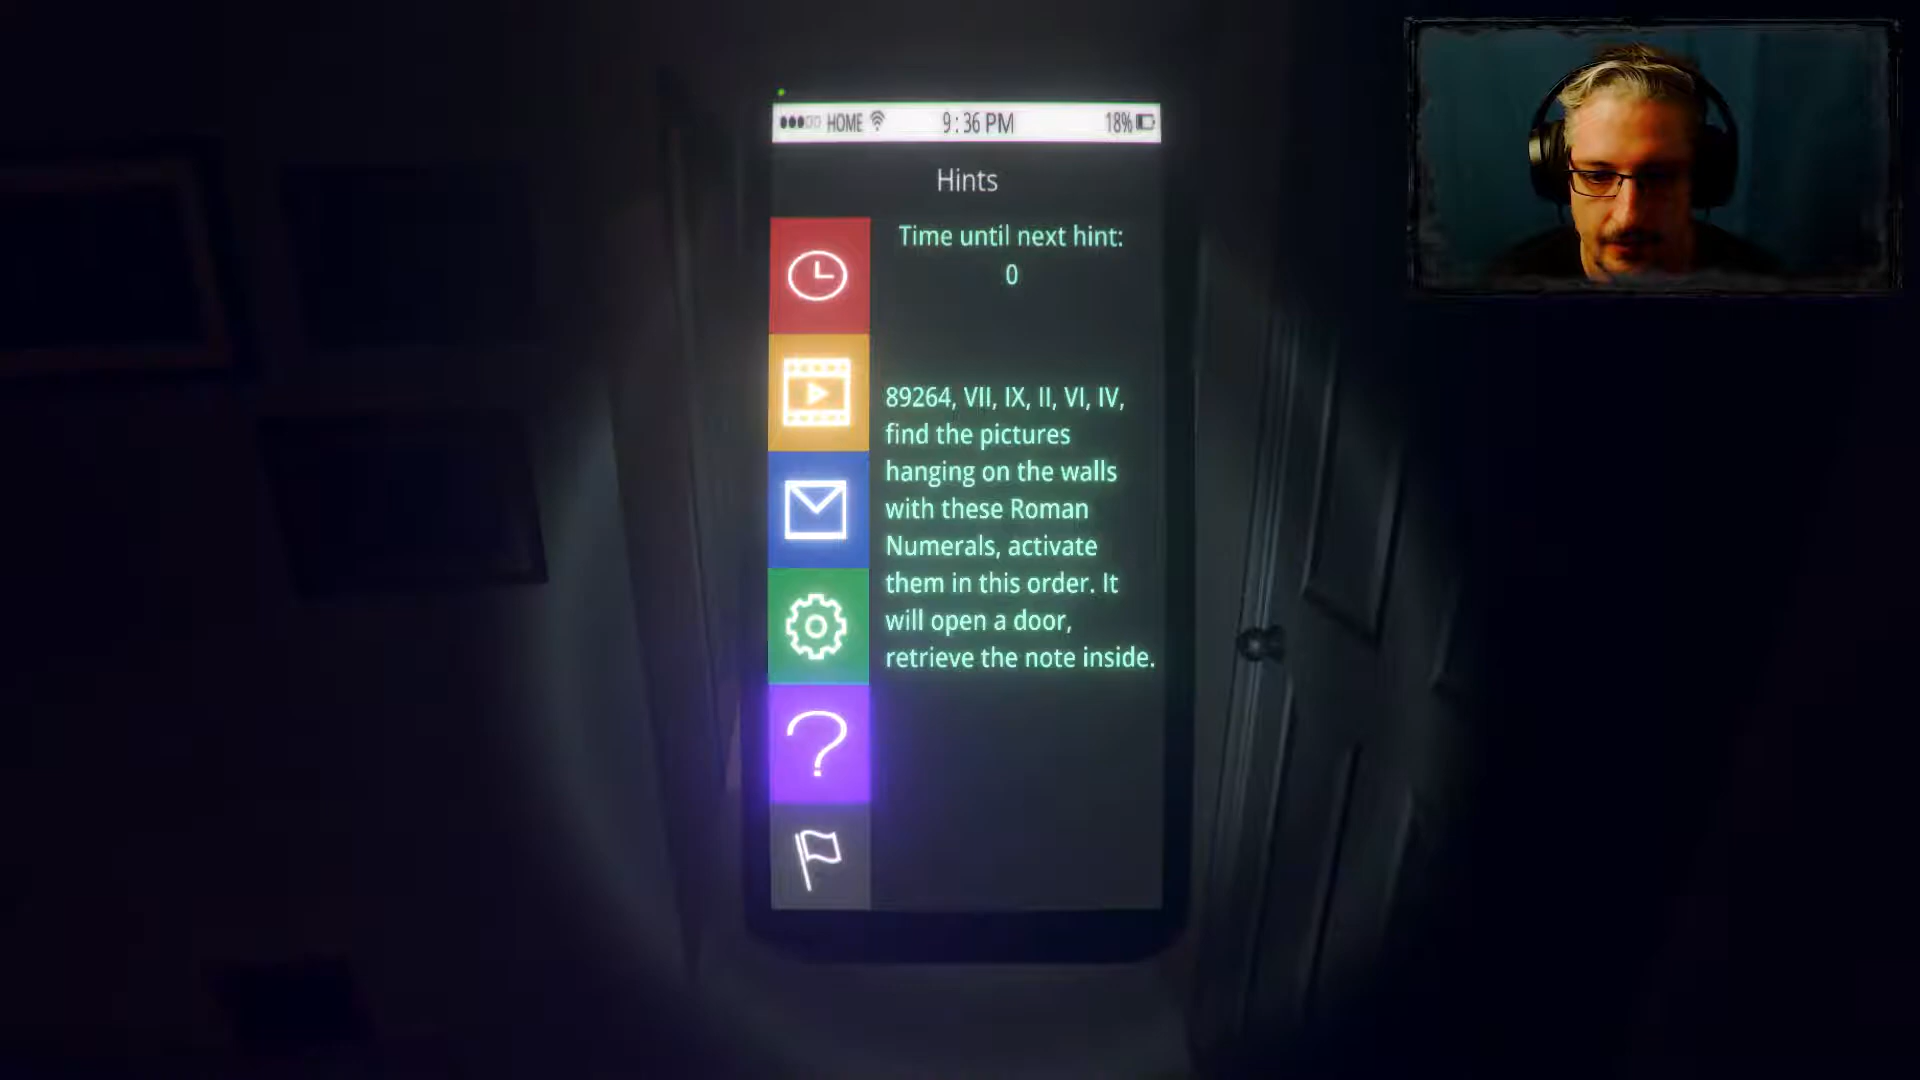 HOME 9:36 PM 18%
Hints
Time until next hint:
0
89264, VII, IX, II, VI, IV,
find the pictures
hanging on the walls
with these Roman
Numerals, activate
them in this order. It
will open a door,
retrieve the note inside.